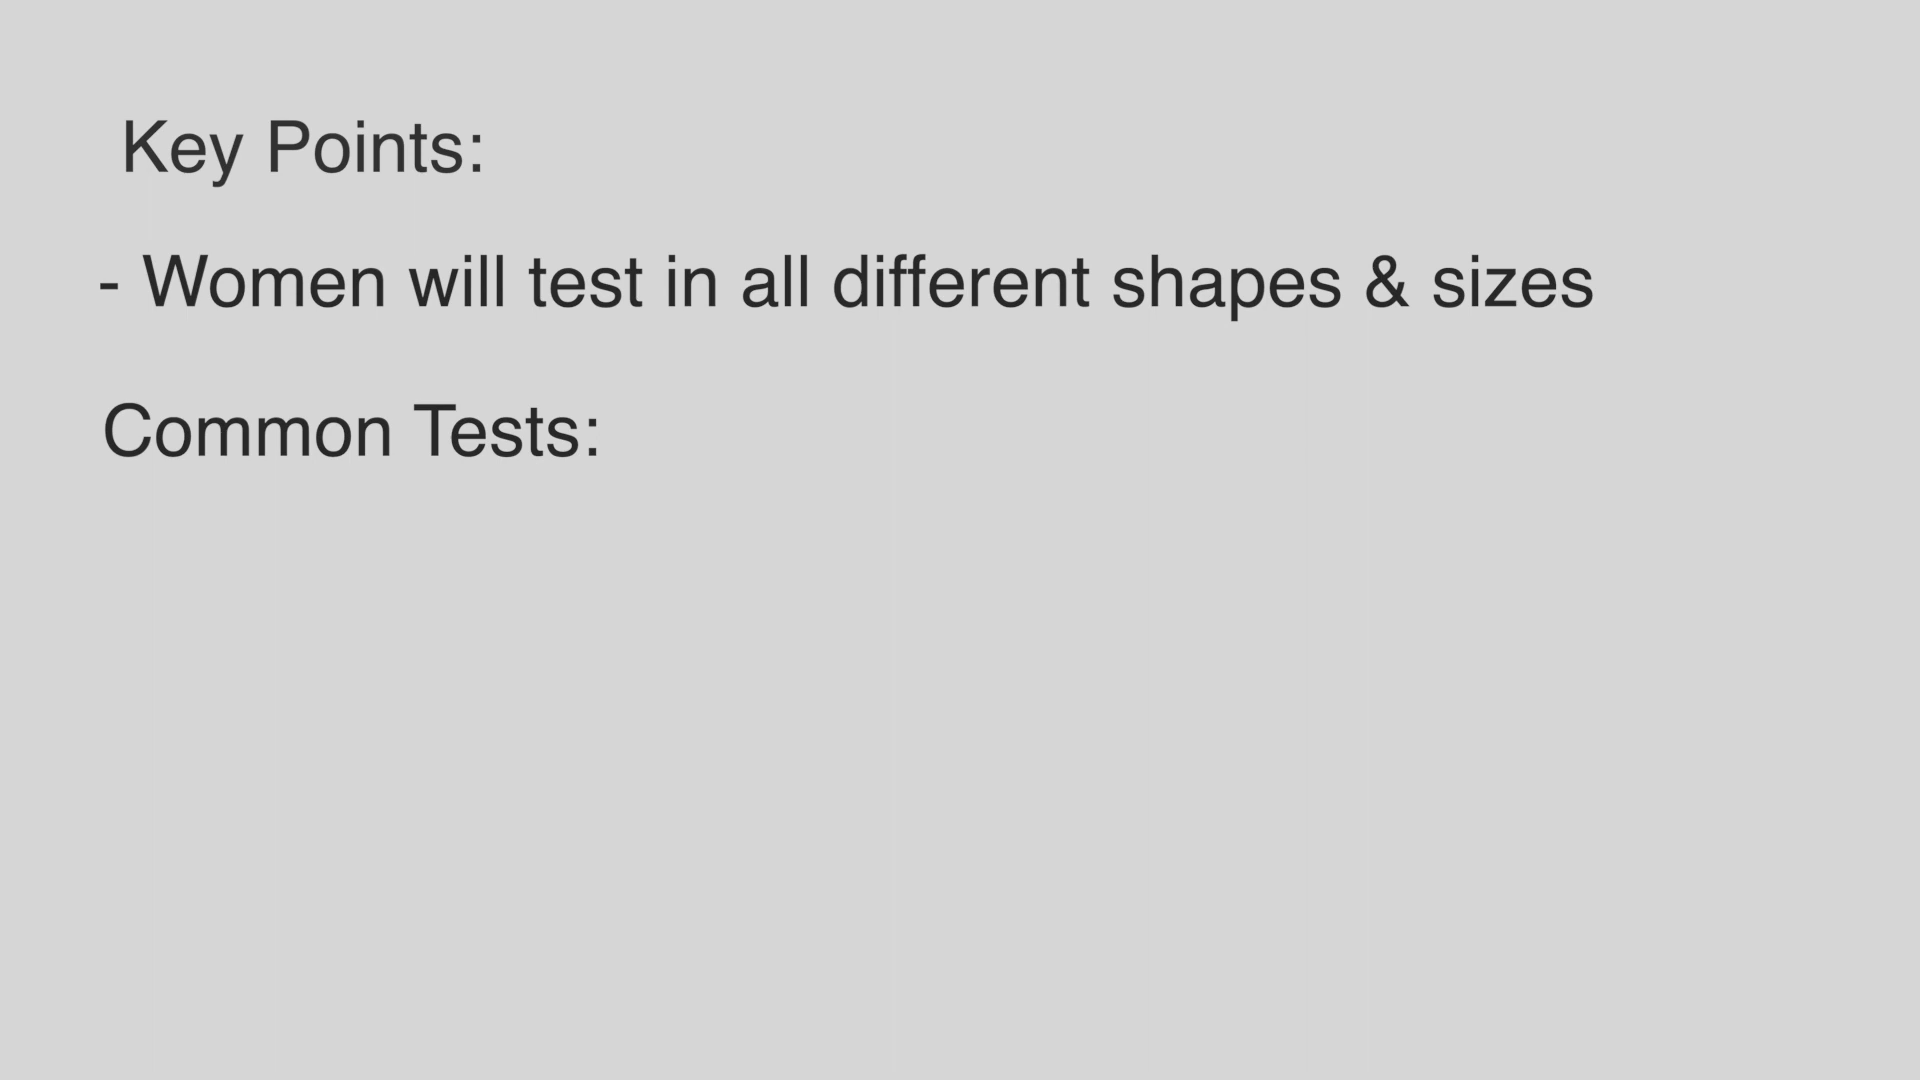 Key Points:
- Women will test in all different shapes & sizes
Common Tests: